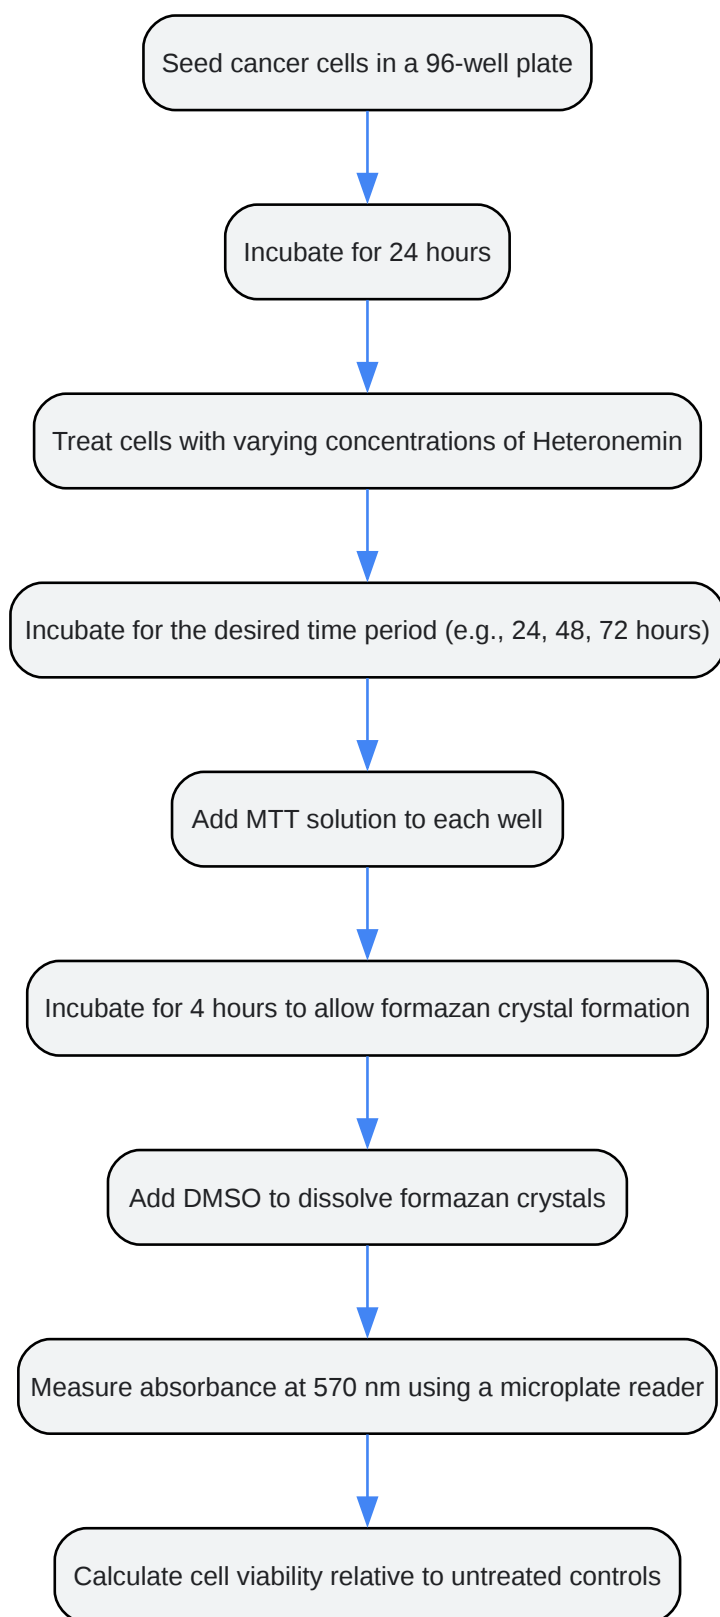 Seed cancer cells in a 96-well plate
Incubate for 24 hours
Treat cells with varying concentrations of Heteronemin
Incubate for the desired time period (e.g., 24, 48, 72 hours)
Add MTT solution to each well
Incubate for 4 hours to allow formazan crystal formation
Add DMSO to dissolve formazan crystals
Measure absorbance at 570 nm using a microplate reader
Calculate cell viability relative to untreated controls